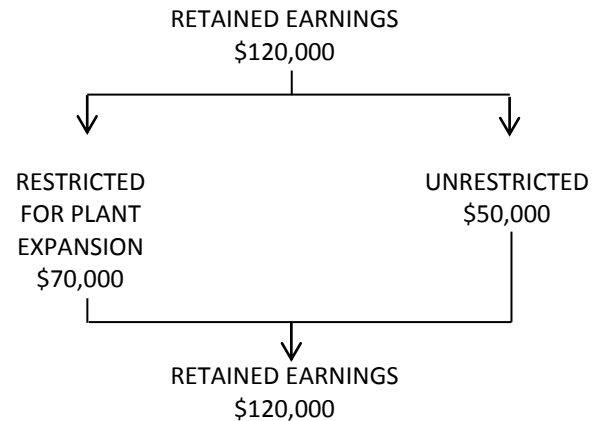 RETAINED EARNINGS
$120,000
RESTRICTED
FOR PLANT
EXPANSION
$70,000
UNRESTRICTED
$50,000
RETAINED EARNINGS
$120,000